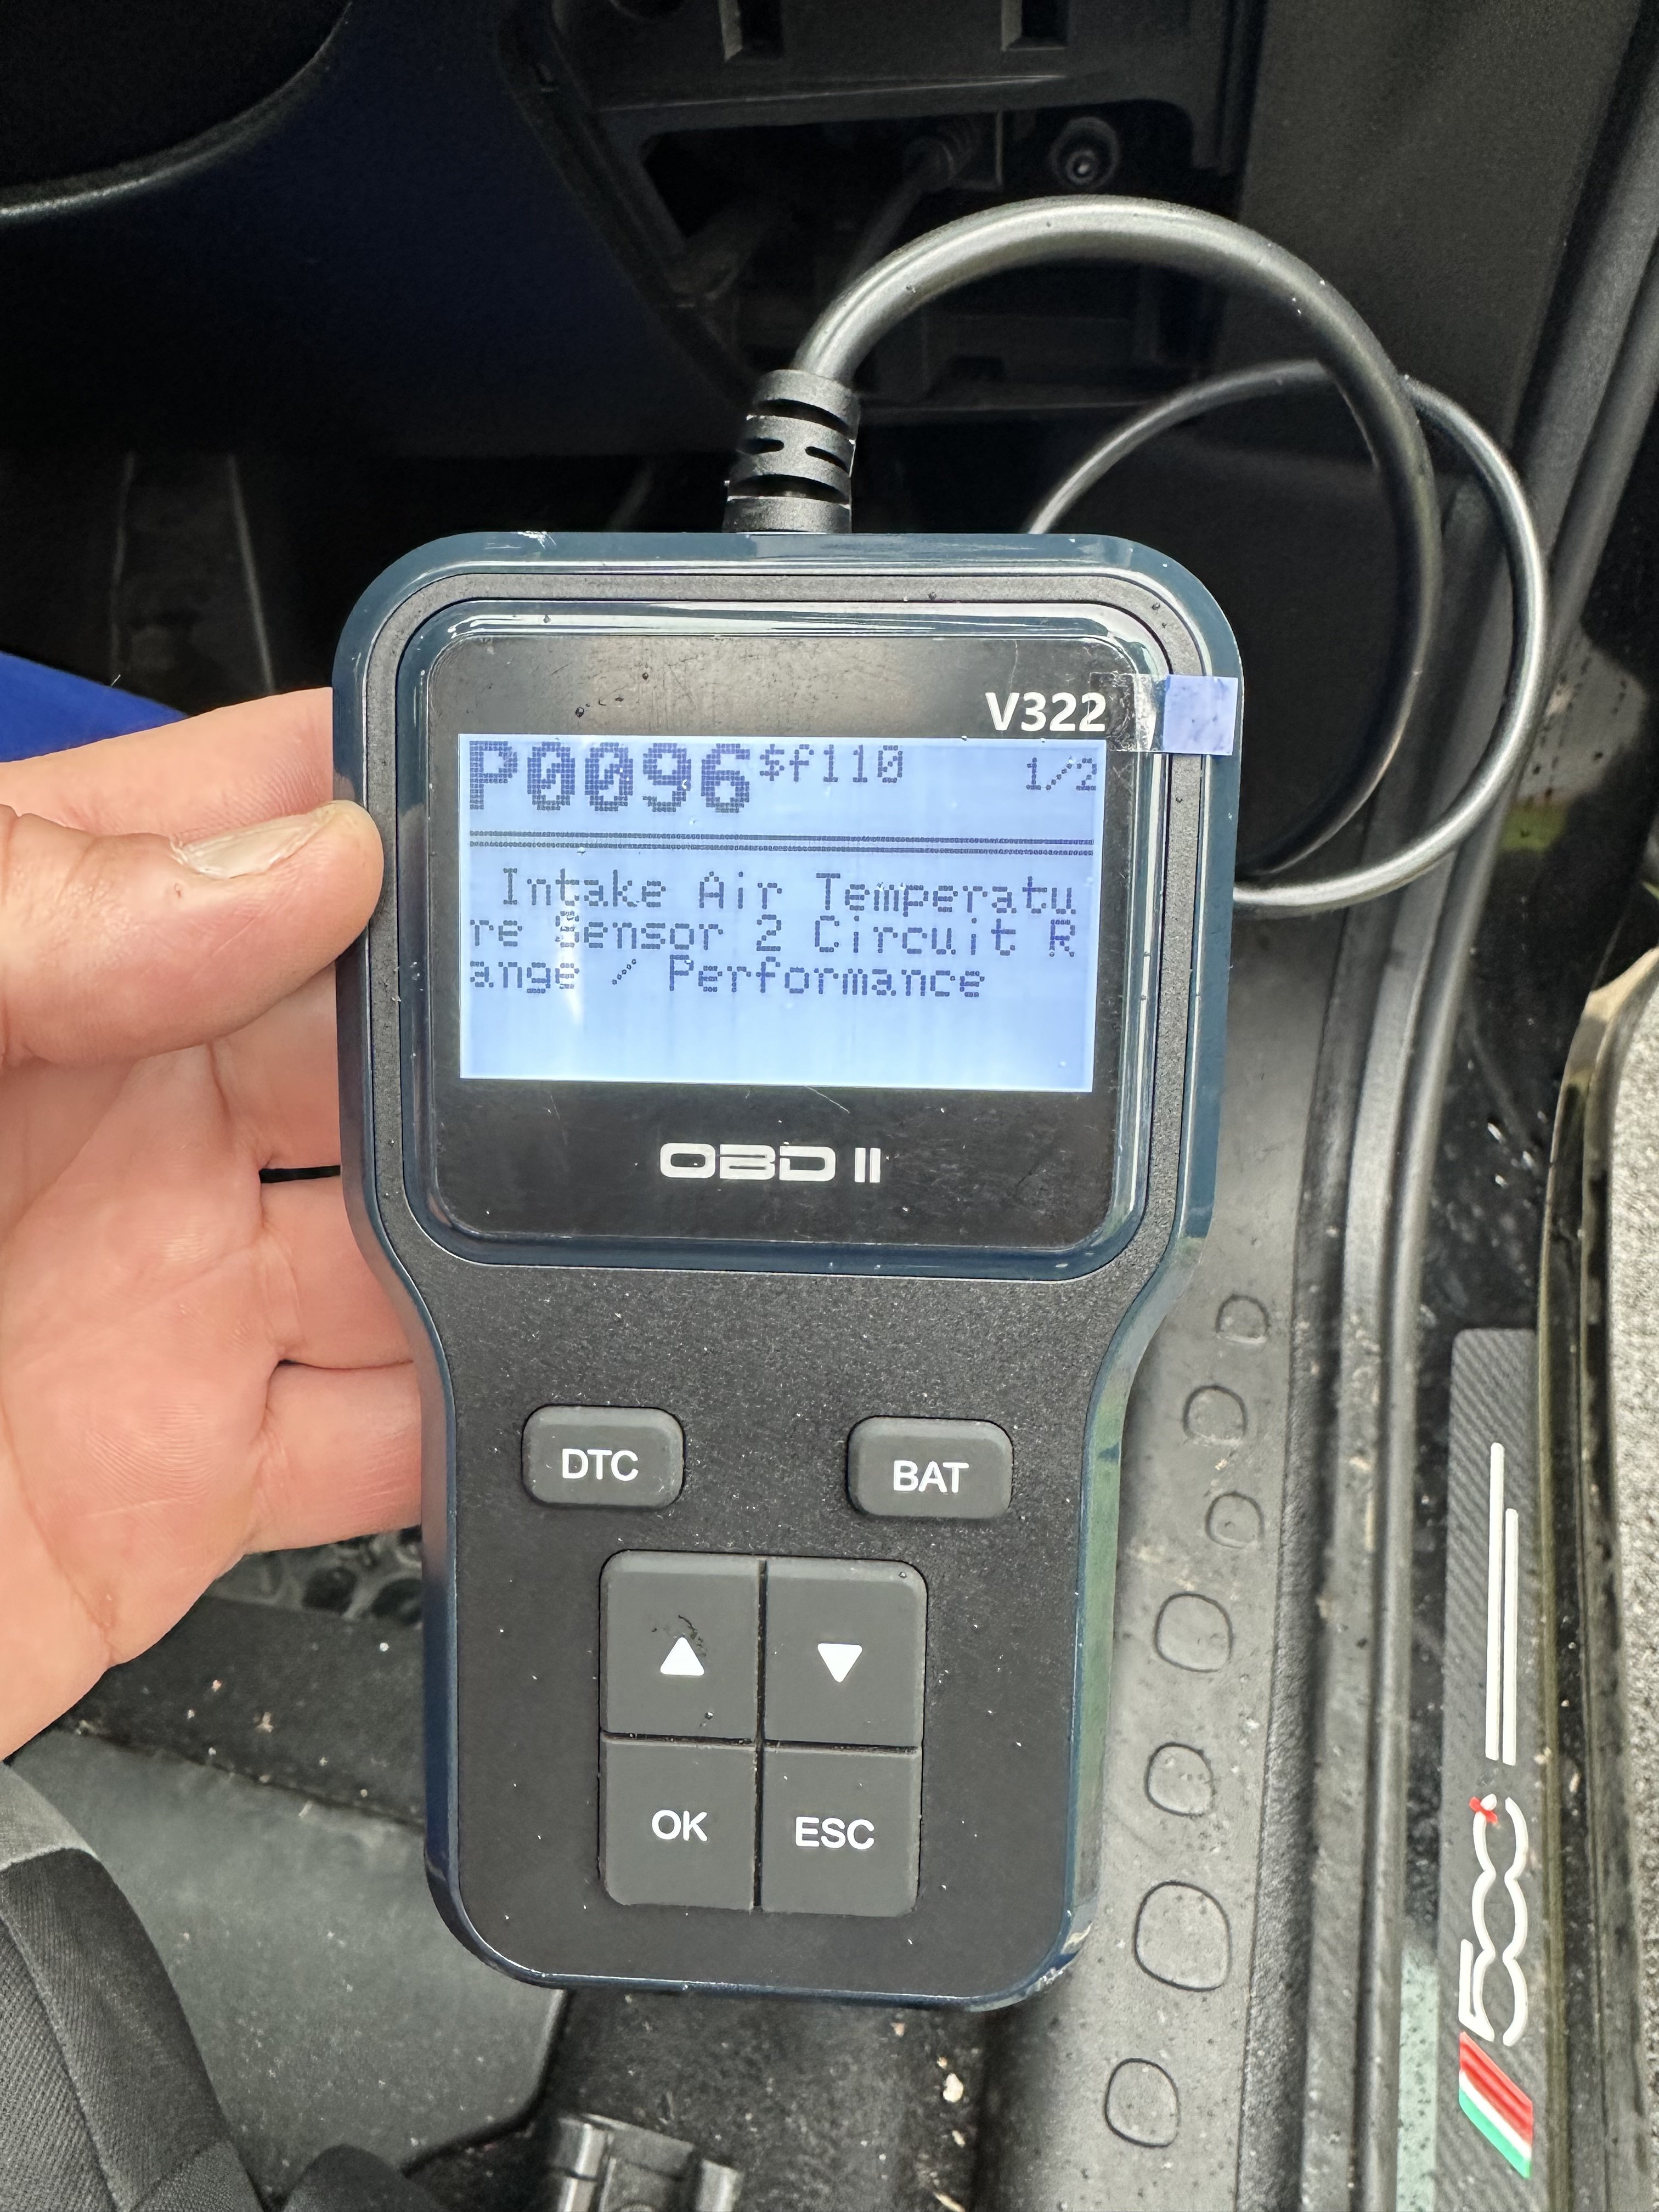 V322
P0096$f110 1/2
Intake Air Temperatu
re Sensor 2 Circuit R
ange / Performance
OBD II
DTC
BAT
OK
ESC
500X